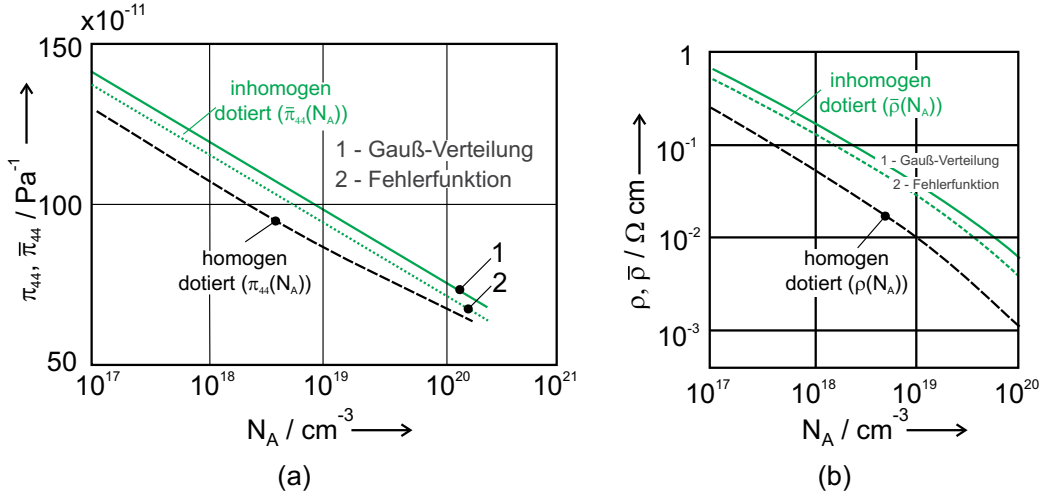 x10⁻¹¹
150
100
50
π₄₄, π̅₄₄ / Pa⁻¹
inhomogen
dotiert (π̅₄₄(N_A))
1 - Gauß-Verteilung
2 - Fehlerfunktion
homogen
dotiert (π₄₄(N_A))
1
2
10¹⁷ 10¹⁸ 10¹⁹ 10²⁰ 10²¹
N_A / cm⁻³
(a)
1
10⁻¹
10⁻²
10⁻³
ρ, ρ̅ / Ω cm
inhomogen
dotiert (ρ̅(N_A))
1 - Gauß-Verteilung
2 - Fehlerfunktion
homogen
dotiert (ρ(N_A))
10¹⁷ 10¹⁸ 10¹⁹ 10²⁰
N_A / cm⁻³
(b)